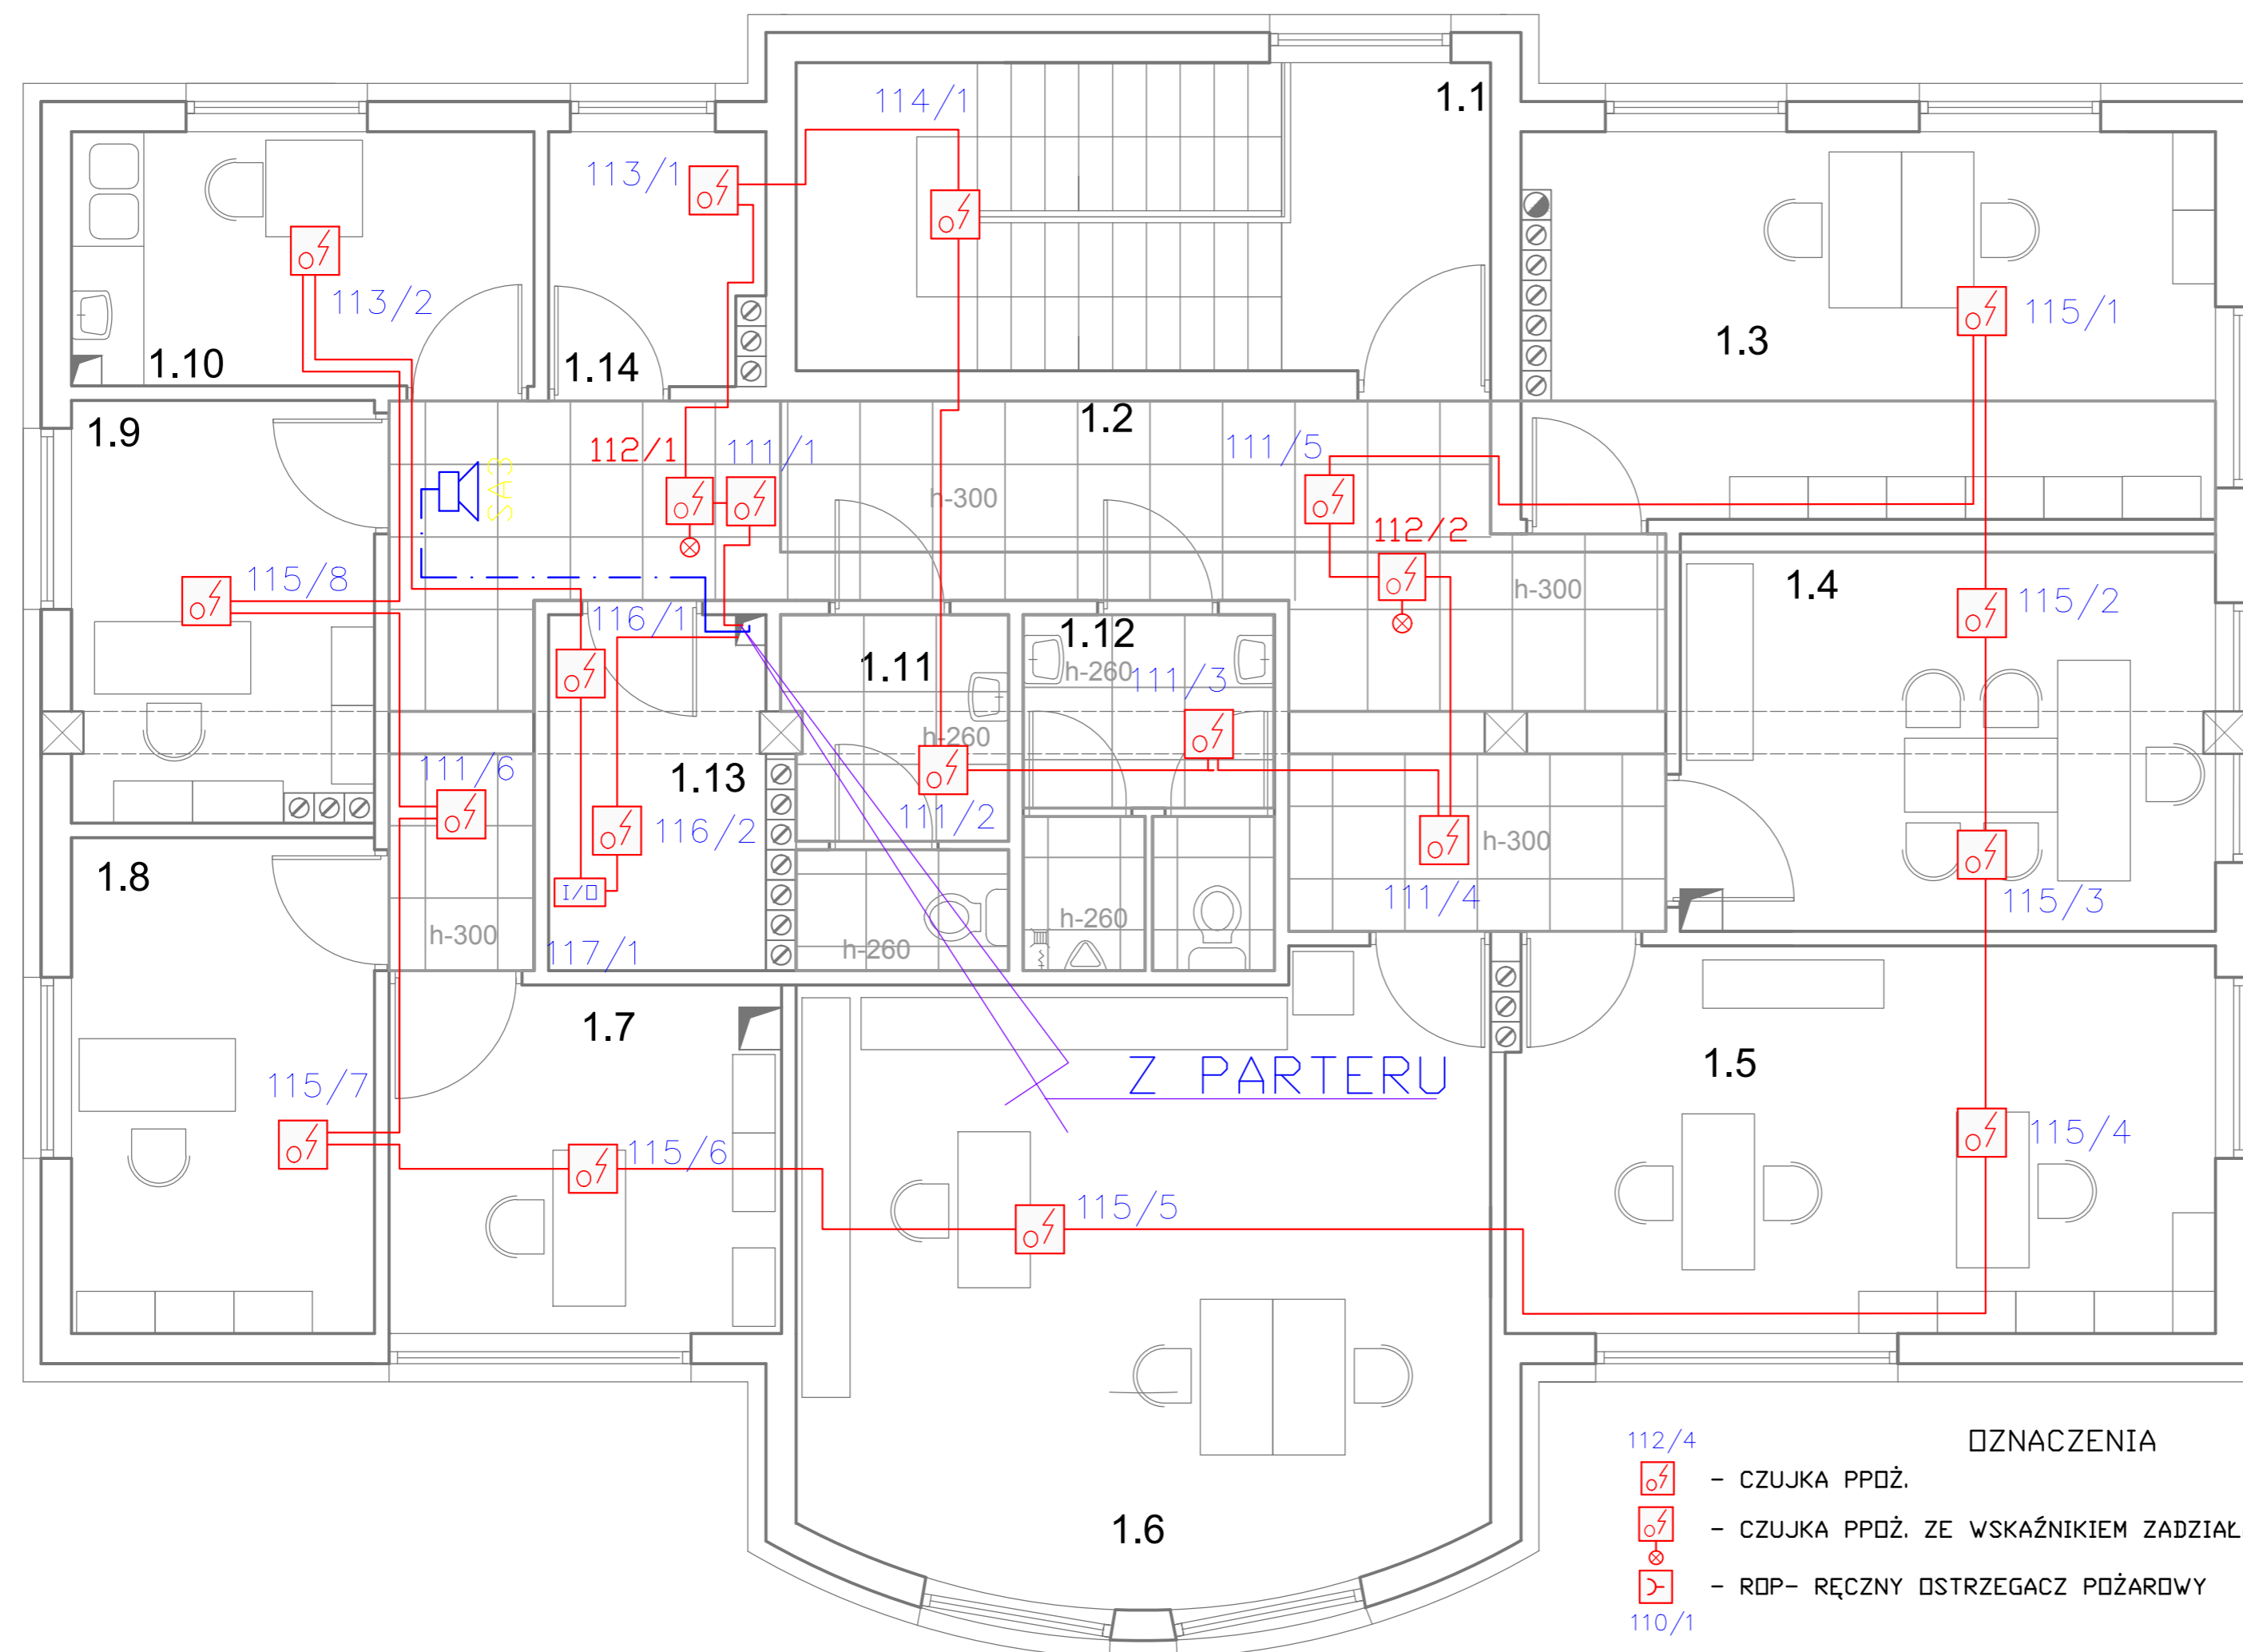 114/1
1.1
113/1
113/2
115/1
1.3
1.10
1.14
1.9
1.2
112/1
111/1
111/5
SA3
h-300
112/2
115/8
116/1
h-300
1.4
115/2
1.12
1.11
h-260
111/3
h-260
111/6
1.13
116/2
111/2
h-300
1.8
I/O
111/4
115/3
h-300
117/1
h-260
h-260
1.7
Z PARTERU
1.5
115/7
115/6
115/4
115/5
1.6
112/4
OZNACZENIA
- CZUJKA PPOŻ.
- CZUJKA PPOŻ. ZE WSKAŹNIKIEM ZADZIAŁ
- ROP- RĘCZNY OSTRZEGACZ POŻAROWY
110/1